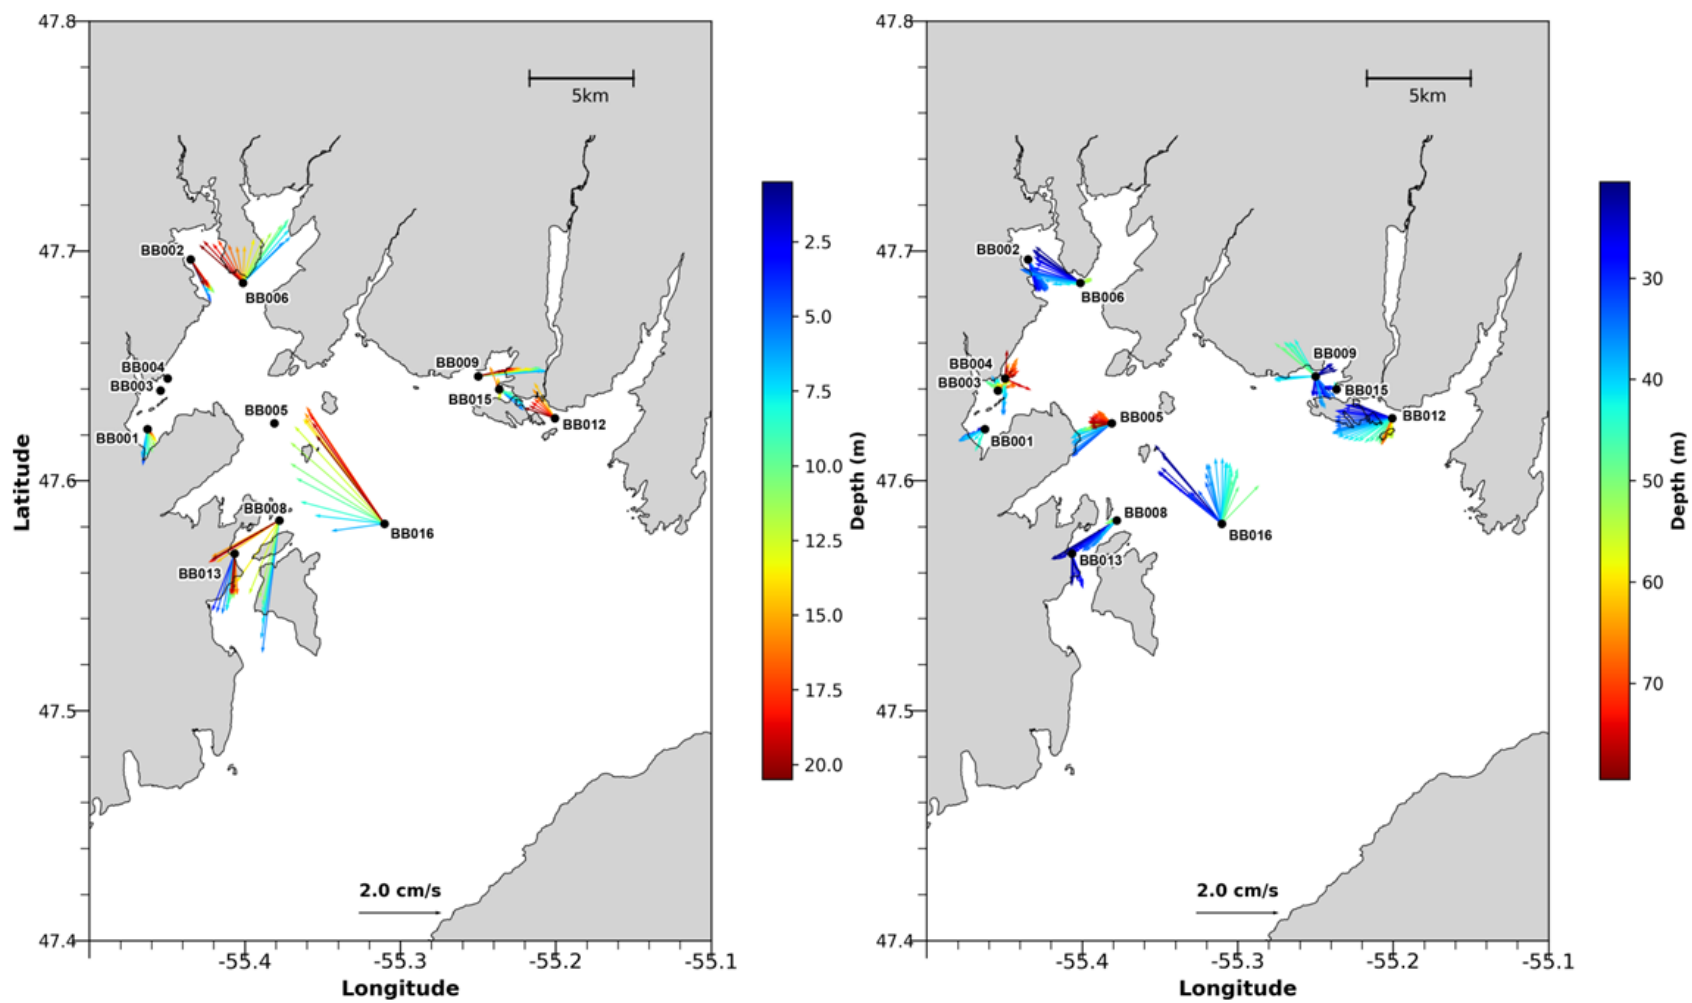 47.8
47.7
47.6
47.5
47.4
Latitude
5km
BB002
BB006
BB004
BB003
BB001
BB005
BB009
BB015
BB012
BB016
BB008
BB013
2.0 cm/s
-55.4
-55.3
-55.2
-55.1
Longitude
2.5
5.0
7.5
10.0
12.5
15.0
17.5
20.0
Depth (m)
47.8
47.7
47.6
47.5
47.4
5km
BB002
BB006
BB004
BB003
BB001
BB005
BB009
BB015
BB012
BB016
BB008
BB013
2.0 cm/s
-55.4
-55.3
-55.2
-55.1
Longitude
30
40
50
60
70
Depth (m)